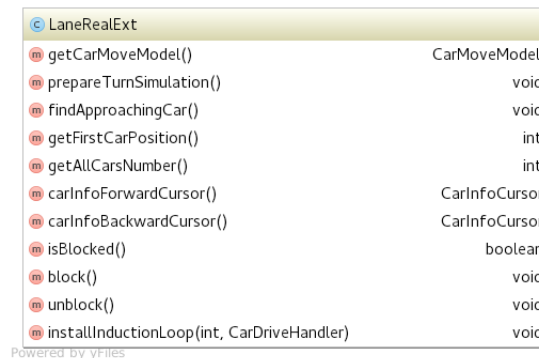 C LaneRealExt
m getCarMoveModel() CarMoveModel
m prepareTurnSimulation() void
m findApproachingCar() void
m getFirstCarPosition() int
m getAllCarsNumber() int
m carInfoForwardCursor() CarInfoCursor
m carInfoBackwardCursor() CarInfoCursor
m isBlocked() boolean
m block() void
m unblock() void
m installInductionLoop(int, CarDriveHandler) void
Powered by yFiles